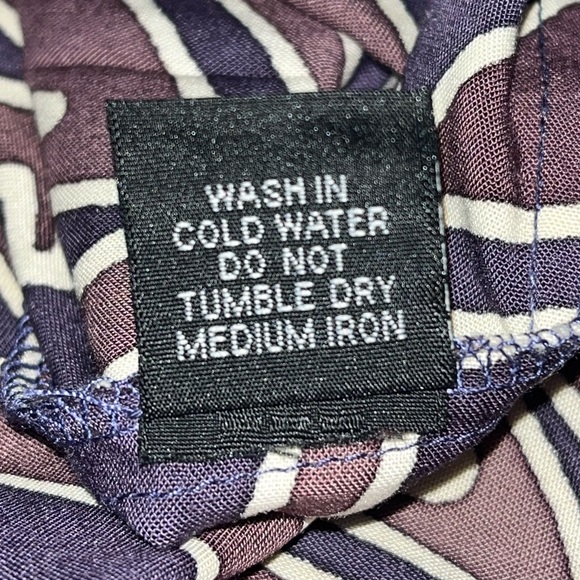 WASH IN
COLD WATER
DO NOT
TUMBLE DRY
MEDIUM IRON